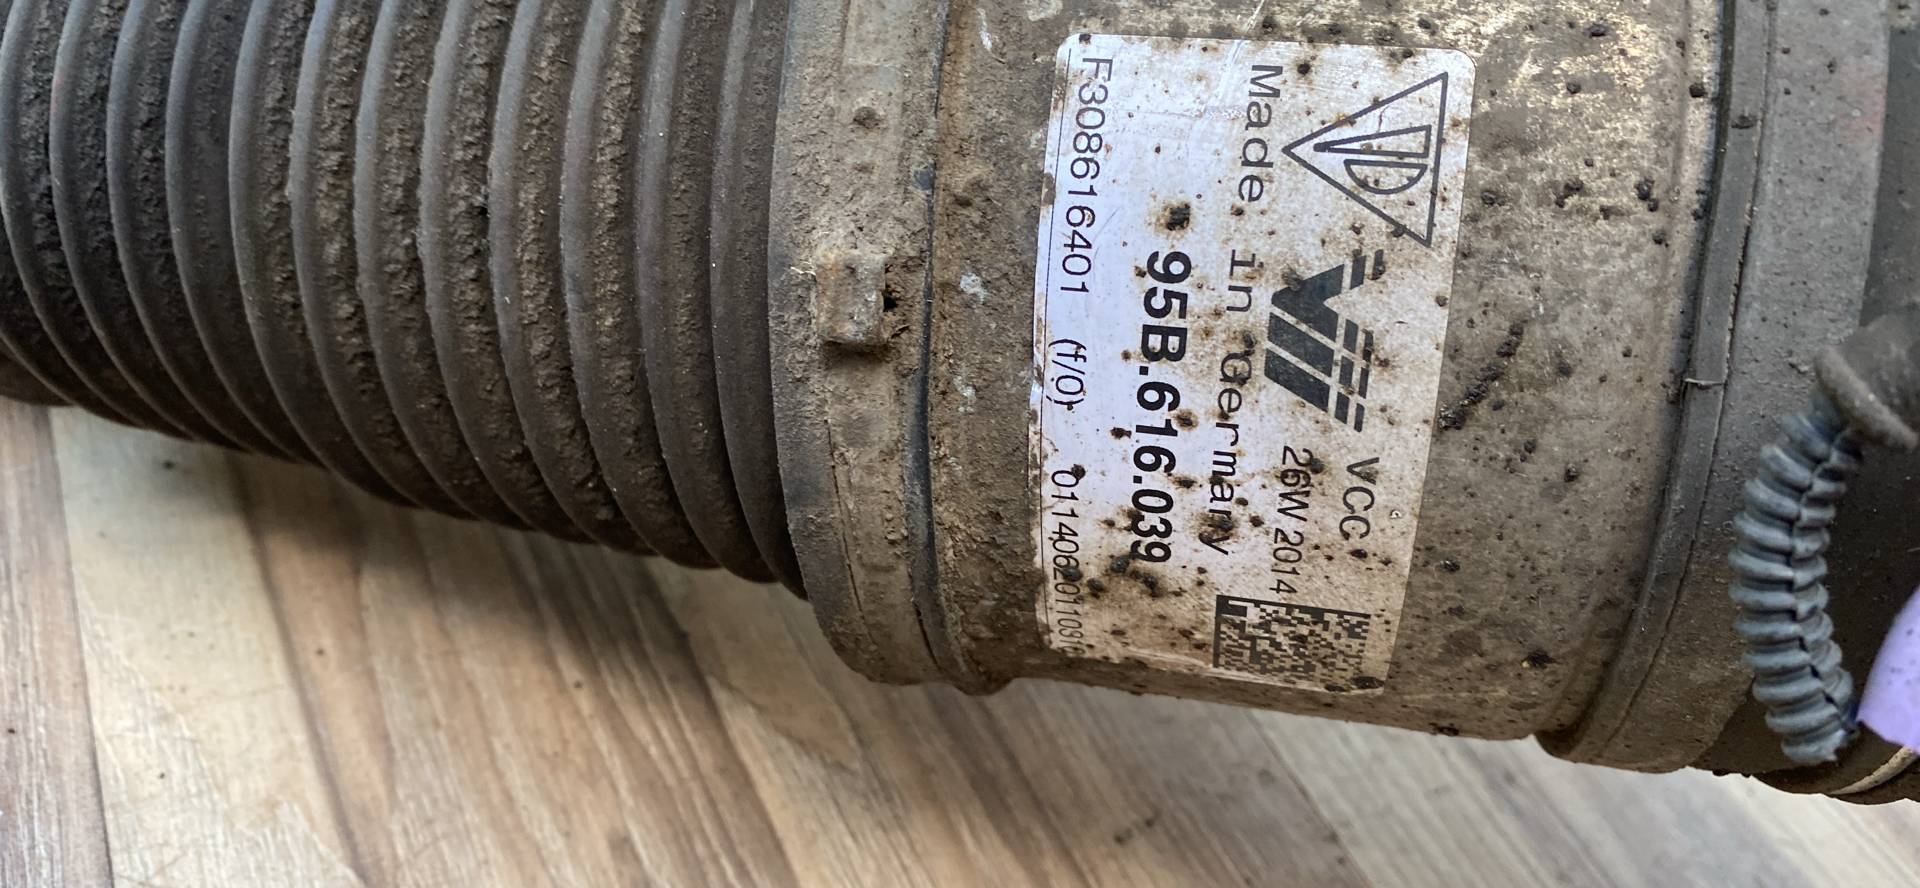 VCC
26W 2014
Made in Germany
95B.616.039
F308616401 (f/0)